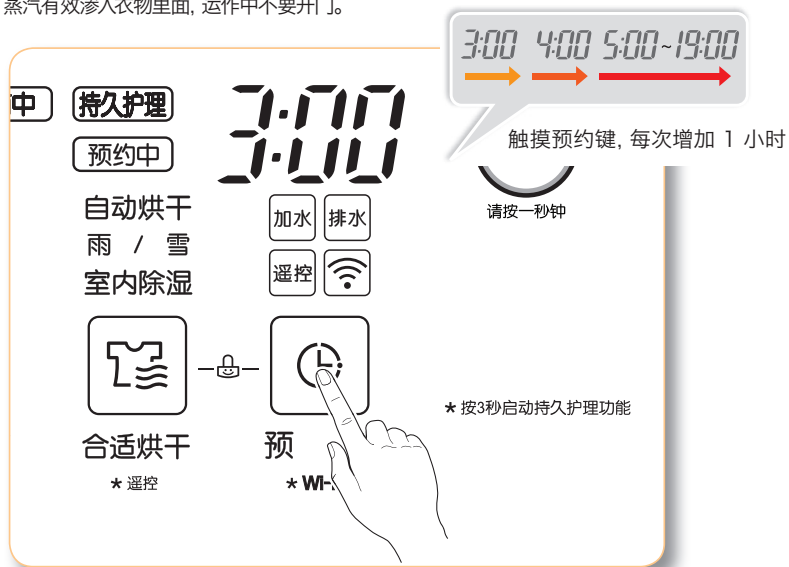 蒸汽有效渗入衣物里面, 运作中不要开门。
3:00 4:00 5:00~19:00
触摸预约键, 每次增加 1 小时
中 持久护理 3:00
预约中
请按一秒钟
自动烘干 加水 排水
雨 / 雪
室内除湿 遥控
* 按3秒启动持久护理功能
合适烘干 预
* 遥控 * WI-